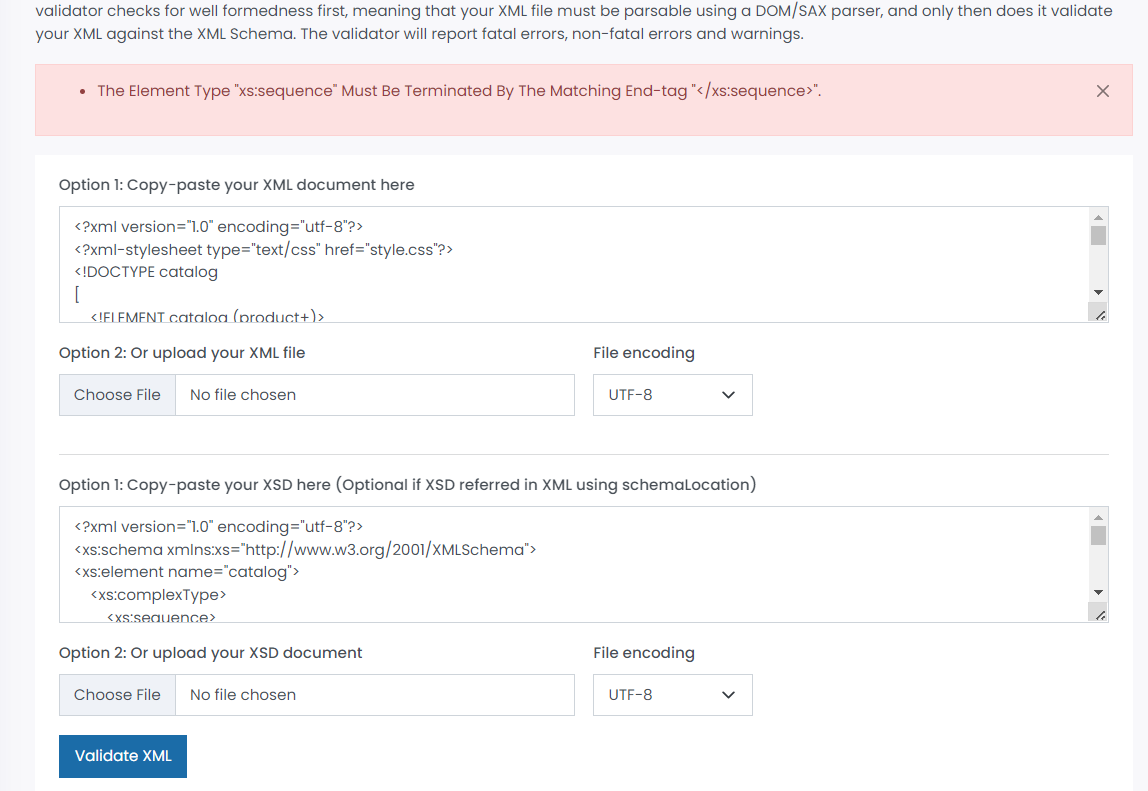 validator checks for well formedness first, meaning that your XML file must be parsable using a DOM/SAX parser, and only then does it validate
your XML against the XML Schema. The validator will report fatal errors, non-fatal errors and warnings.
The Element Type "xs:sequence" Must Be Terminated By The Matching End-tag "</xs:sequence>".
Option 1: Copy-paste your XML document here
<?xml version="1.0" encoding="utf-8"?>
<?xml-stylesheet type="text/css" href="style.css"?>
<!DOCTYPE catalog
[
<!ELEMENT catalog (product+)>
Option 2: Or upload your XML file
File encoding
Choose File No file chosen
UTF-8
Option 1: Copy-paste your XSD here (Optional if XSD referred in XML using schemaLocation)
<?xml version="1.0" encoding="utf-8"?>
<xs:schema xmlns:xs="http://www.w3.org/2001/XMLSchema">
<xs:element name="catalog">
<xs:complexType>
<xs:sequence>
Option 2: Or upload your XSD document
File encoding
Choose File No file chosen
UTF-8
Validate XML